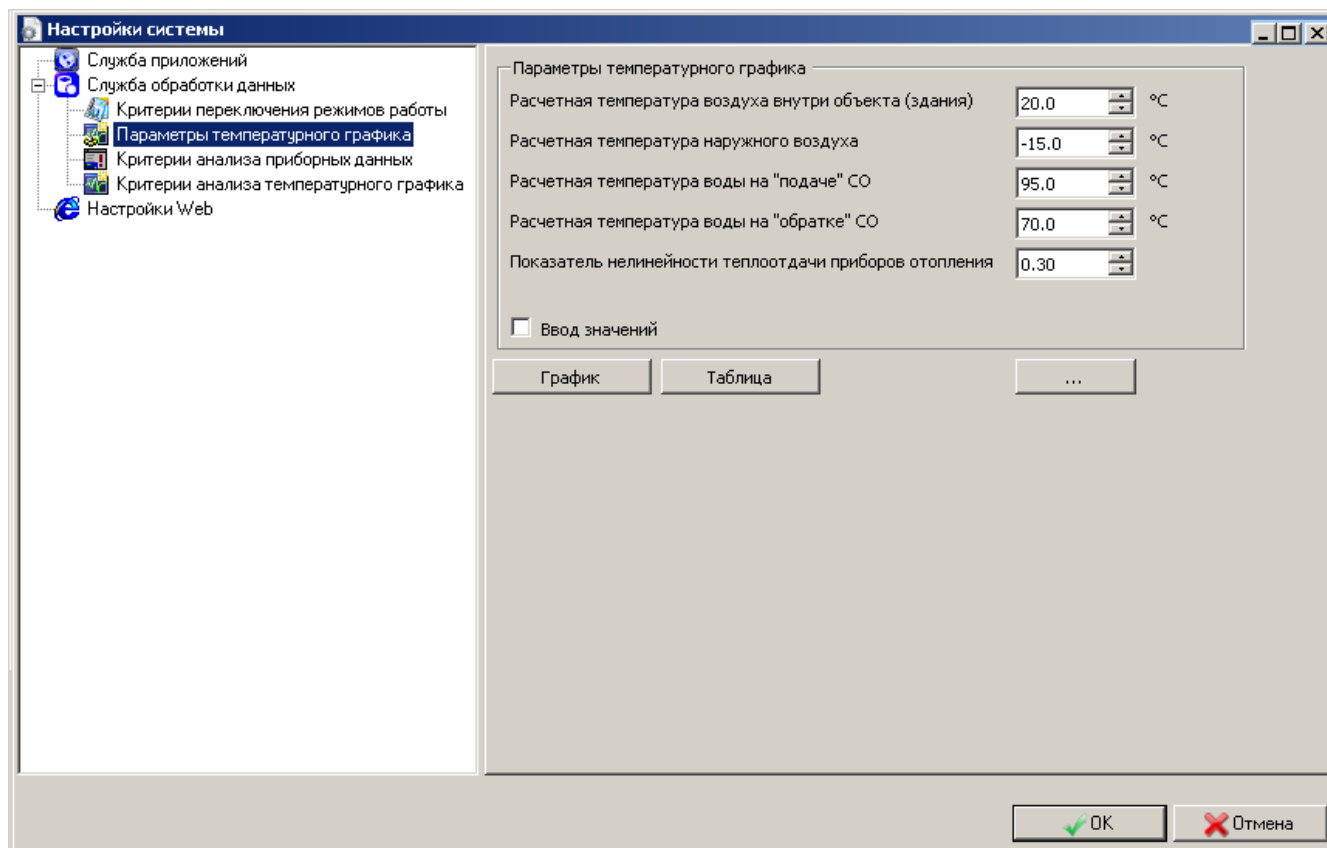 Настройки системы
Служба приложений
Служба обработки данных
Критерии переключения режимов работы
Параметры температурного графика
Критерии анализа приборных данных
Критерии анализа температурного графика
Настройки Web
Параметры температурного графика
Расчетная температура воздуха внутри объекта (здания) 20.0 °C
Расчетная температура наружного воздуха -15.0 °C
Расчетная температура воды на "подаче" СО 95.0 °C
Расчетная температура воды на "обратке" СО 70.0 °C
Показатель нелинейности теплоотдачи приборов отопления 0.30
Ввод значений
График Таблица ...
OK Отмена